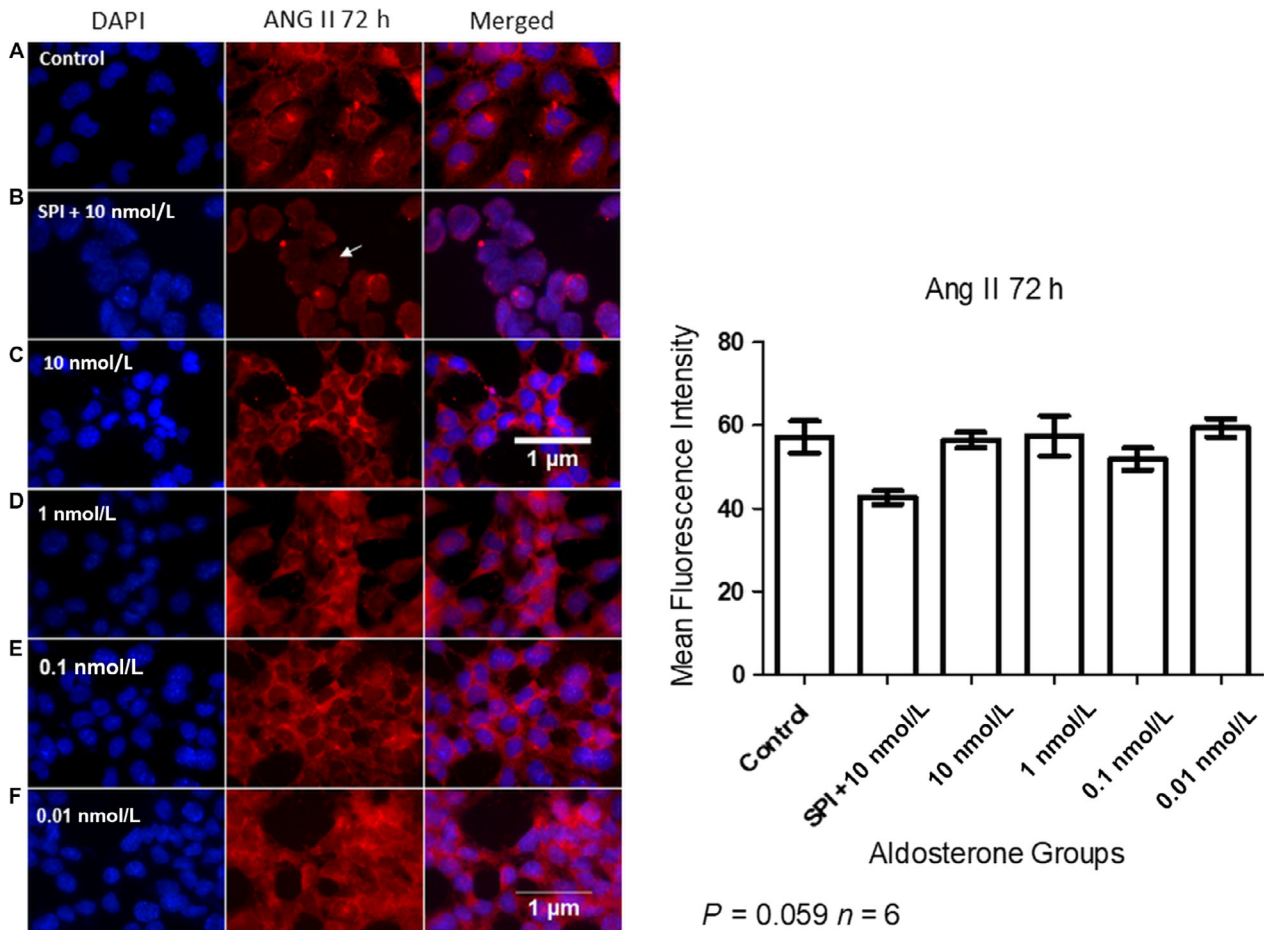 DAPI ANG II 72 h Merged
A Control
B SPI + 10 nmol/L
C 10 nmol/L
1 µm
D 1 nmol/L
E 0.1 nmol/L
F 0.01 nmol/L
1 µm
Ang II 72 h
Mean Fluorescence Intensity
80
60
40
20
0
Control
SPI +10 nmol/L
10 nmol/L
1 nmol/L
0.1 nmol/L
0.01 nmol/L
Aldosterone Groups
P = 0.059 n = 6